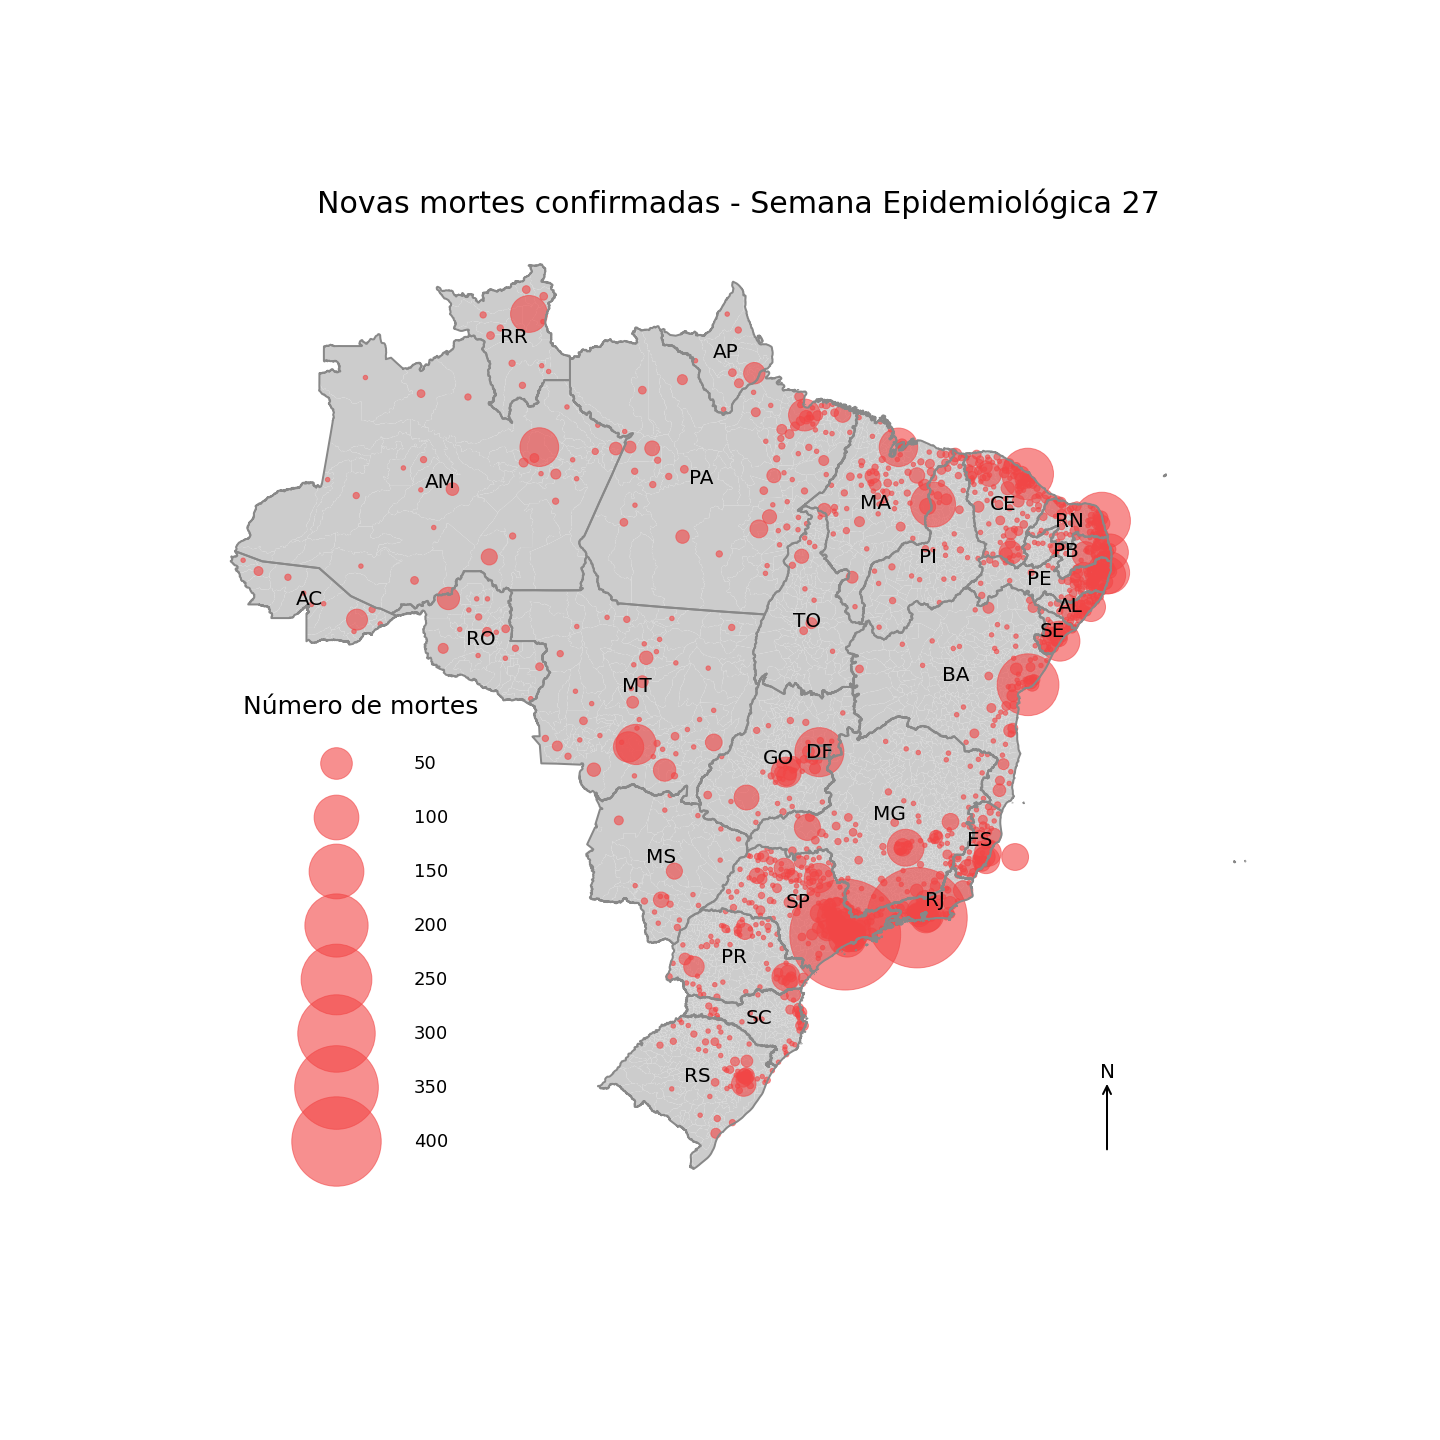 Novas mortes confirmadas - Semana Epidemiológica 27
RR
AP
AM
PA
MA
CE
RN
PB
PI
PE
AC
AL
TO
SE
RO
BA
MT
Número de mortes
GO
DF
50
MG
100
ES
MS
150
RJ
SP
200
PR
250
SC
300
N
RS
350
400